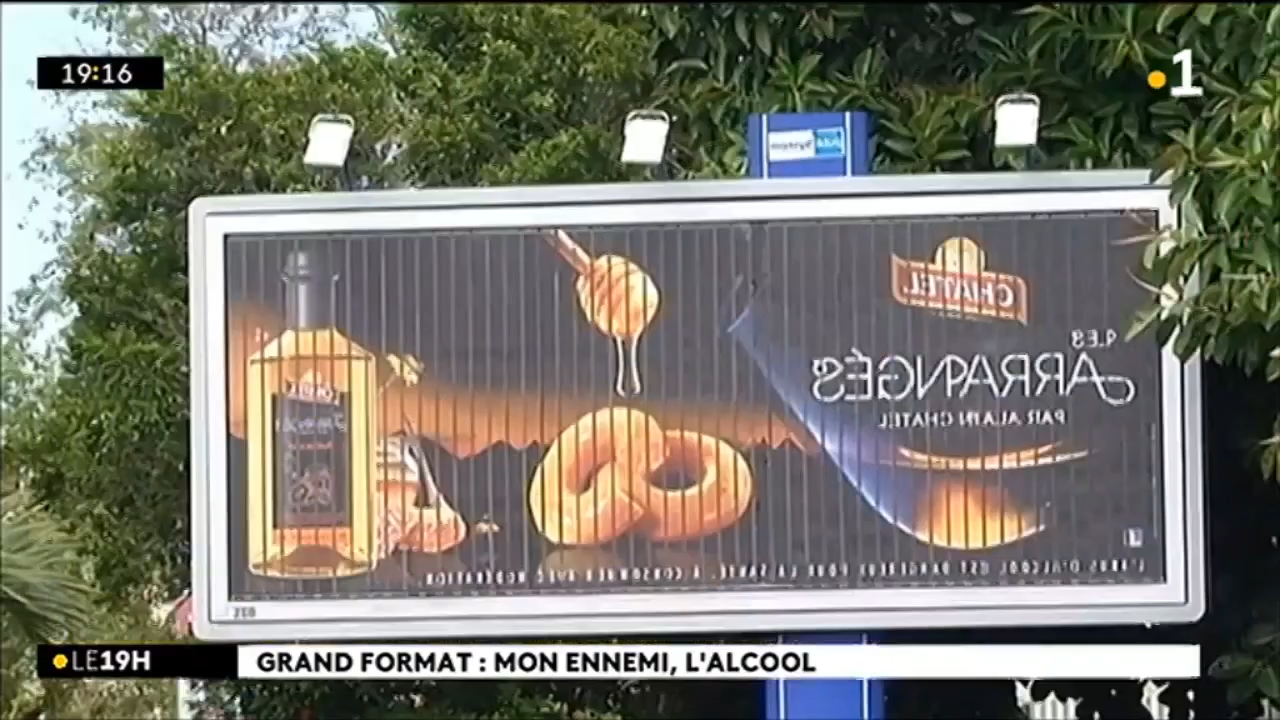 19:16
1
CHATEL
LES
ARRANGÉS
PAR ALAIN CHATEL
L'ABUS D'ALCOOL EST DANGEREUX POUR LA SANTÉ, À CONSOMMER AVEC MODÉRATION.
LE19H
GRAND FORMAT : MON ENNEMI, L'ALCOOL